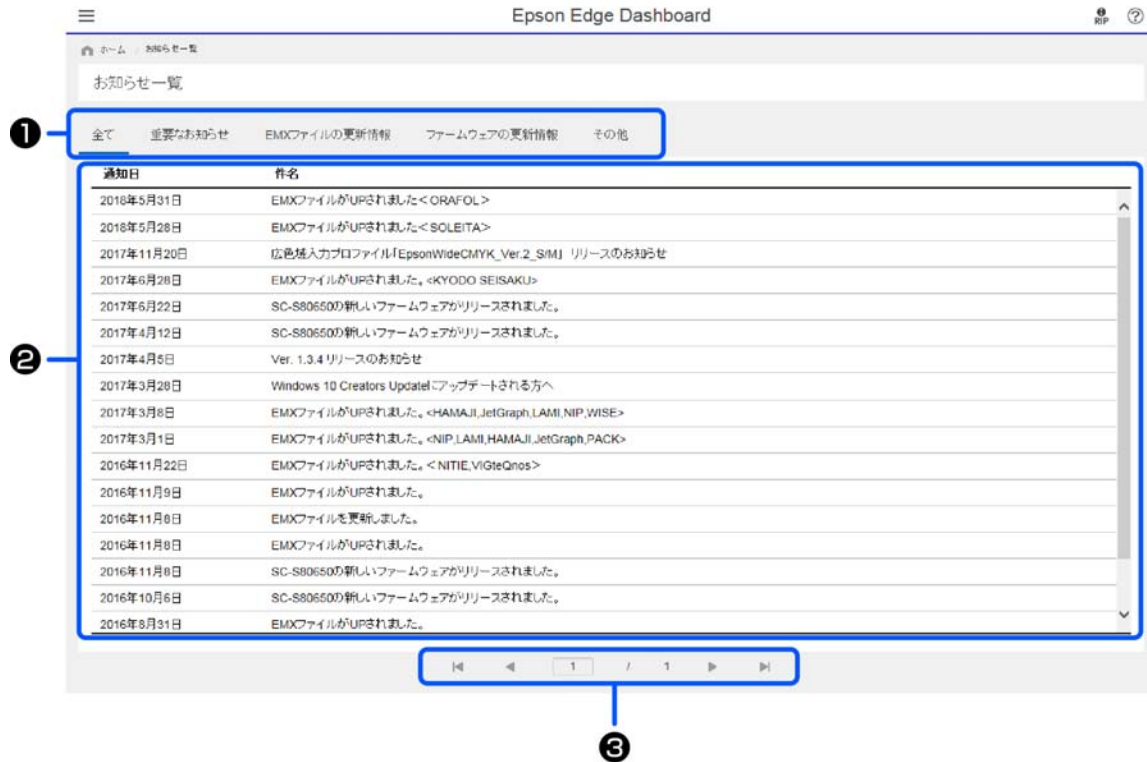 Epson Edge Dashboard
RIP
ホーム / お知らせ一覧
お知らせ一覧
❶
全て 重要なお知らせ EMXファイルの更新情報 ファームウェアの更新情報 その他
通知日 件名
2018年5月31日 EMXファイルがUPされました<ORAFOL>
2018年5月28日 EMXファイルがUPされました<SOLEITA>
2017年11月20日 広色域入力プロファイル「EpsonWideCMYK_Ver.2_S/M」 リリースのお知らせ
2017年6月28日 EMXファイルがUPされました。<KYODO SEISAKU>
2017年6月22日 SC-S80650の新しいファームウェアがリリースされました。
2017年4月12日 SC-S80650の新しいファームウェアがリリースされました。
❷
2017年4月5日 Ver. 1.3.4 リリースのお知らせ
2017年3月28日 Windows 10 Creators Updateにアップデートされる方へ
2017年3月8日 EMXファイルがUPされました。<HAMAJI,JetGraph,LAMI,NIP,WISE>
2017年3月1日 EMXファイルがUPされました。<NIP,LAMI,HAMAJI,JetGraph,PACK>
2016年11月22日 EMXファイルがUPされました。<NITIE,VIGteQnos>
2016年11月9日 EMXファイルがUPされました。
2016年11月8日 EMXファイルを更新しました。
2016年11月8日 EMXファイルがUPされました。
2016年11月8日 SC-S80650の新しいファームウェアがリリースされました。
2016年10月6日 SC-S80650の新しいファームウェアがリリースされました。
2016年8月31日 EMXファイルがUPされました。
1 / 1
❸